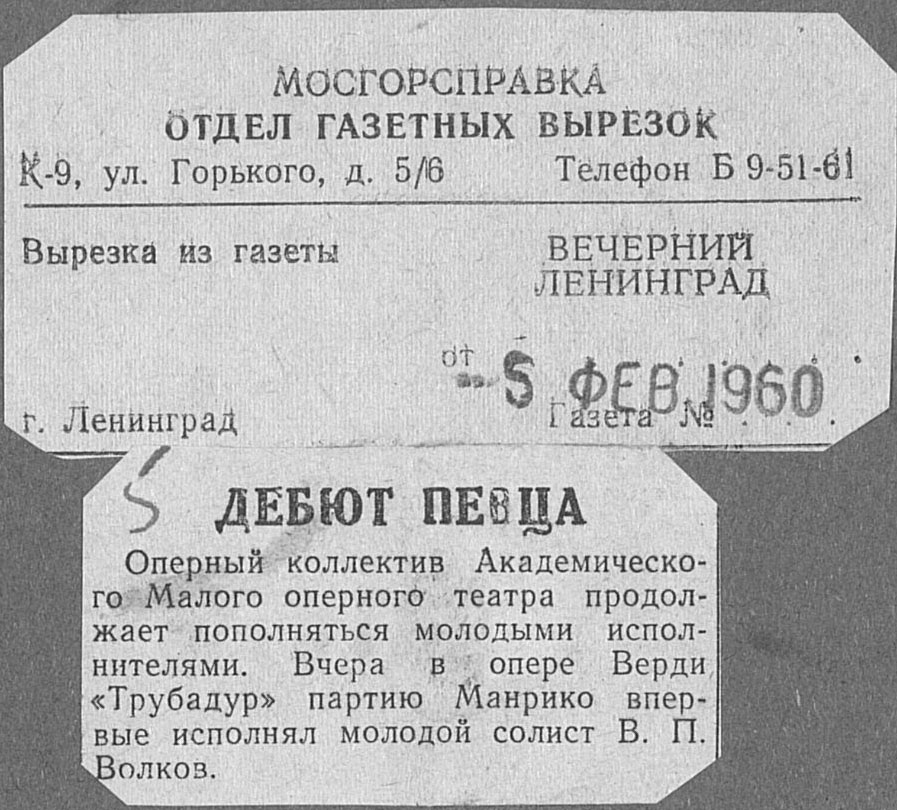 МОСГОРСПРАВКА
ОТДЕЛ ГАЗЕТНЫХ ВЫРЕЗОК
К-9, ул. Горького, д. 5/6 Телефон Б 9-51-61
Вырезка из газеты ВЕЧЕРНИЙ
ЛЕНИНГРАД
от - 5 ФЕВ 1960
г. Ленинград Газета № . . .
5
ДЕБЮТ ПЕВЦА
Оперный коллектив Академическо-
го Малого оперного театра продол-
жает пополняться молодыми испол-
нителями. Вчера в опере Верди
«Трубадур» партию Манрико впер-
вые исполнял молодой солист В. П.
Волков.